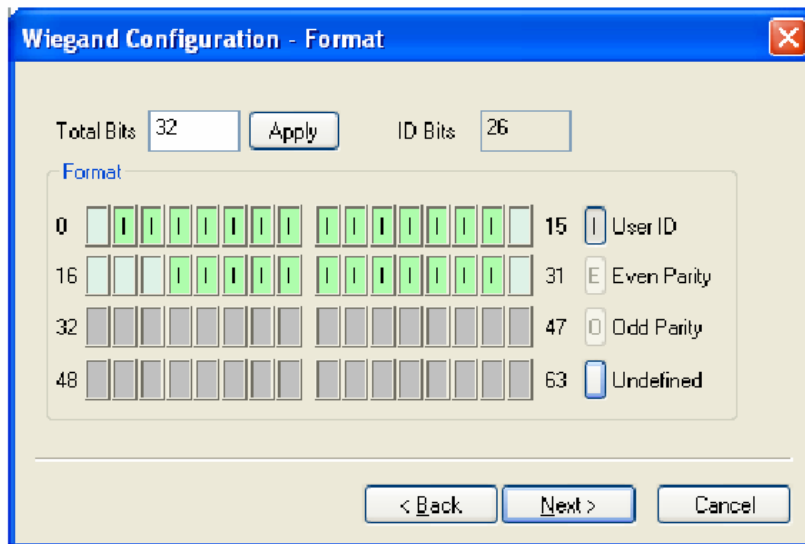 Wiegand Configuration - Format
Total Bits 32 Apply ID Bits 26
Format
0 I I I I I I I I I I I I I I 15 I User ID
16 I I I I I I I I I I I I 31 E Even Parity
32 47 O Odd Parity
48 63 Undefined
< Back Next > Cancel